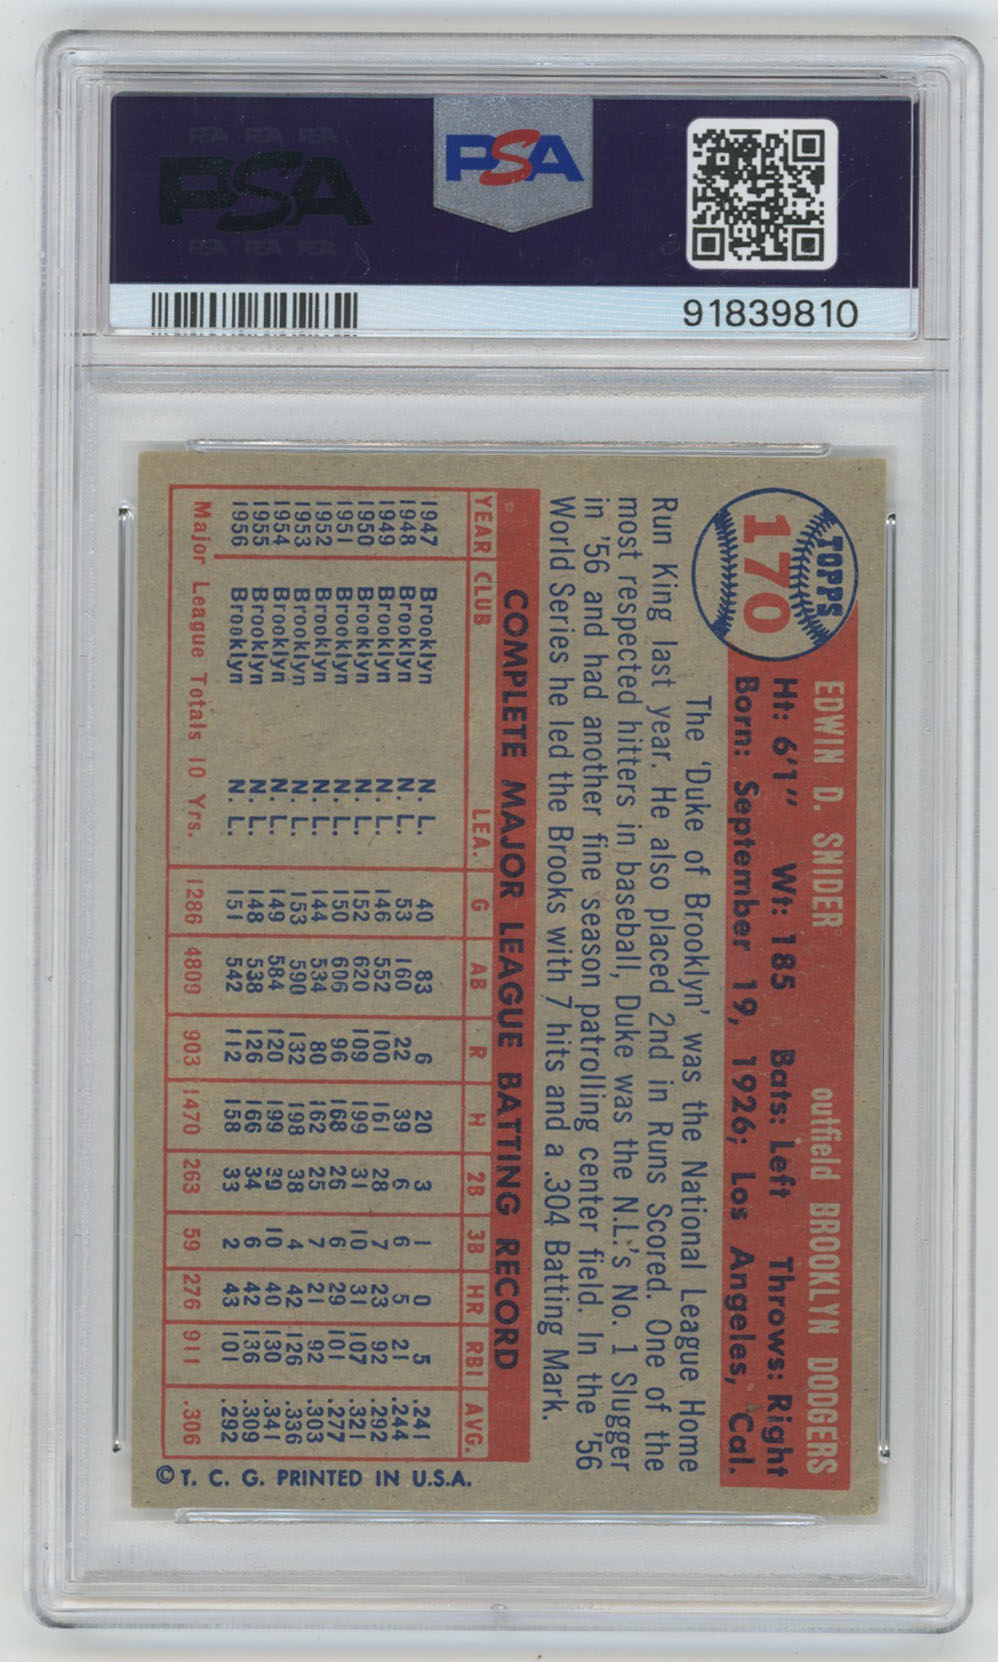 PSA PSA PSA
PSA
PSA PSA PSA
PSA
91839810
TOPPS
170
EDWIN D. SNIDER outfield BROOKLYN DODGERS
Ht: 6'1" Wt: 185 Bats: Left Throws: Right
Born: September 19, 1926; Los Angeles, Cal.
The 'Duke of Brooklyn' was the National League Home
Run King last year. He also placed 2nd in Runs Scored. One of the
most respected hitters in baseball, Duke was the N.L.'s No. 1 Slugger
in '56 and had another fine season patrolling center field. In the '56
World Series he led the Brooks with 7 hits and a .304 Batting Mark.
COMPLETE MAJOR LEAGUE BATTING RECORD
YEAR CLUB LEA. G AB R H 2B 3B HR RBI AVG.
1947 Brooklyn N. L. 40 83 6 20 3 1 0 5 .241
1948 Brooklyn N. L. 53 160 22 39 6 6 5 21 .244
1949 Brooklyn N. L. 146 552 100 161 28 7 23 92 .292
1950 Brooklyn N. L. 152 620 109 199 31 10 31 107 .321
1951 Brooklyn N. L. 150 606 96 168 26 6 29 101 .277
1952 Brooklyn N. L. 144 534 80 162 25 7 21 92 .303
1953 Brooklyn N. L. 153 590 132 198 38 4 42 126 .336
1954 Brooklyn N. L. 149 584 120 199 39 10 40 130 .341
1955 Brooklyn N. L. 148 538 126 166 34 6 42 136 .309
1956 Brooklyn N. L. 151 542 112 158 33 2 43 101 .292
Major League Totals 10 Yrs. 1286 4809 903 1470 263 59 276 911 .306
© T. C. G. PRINTED IN U.S.A.